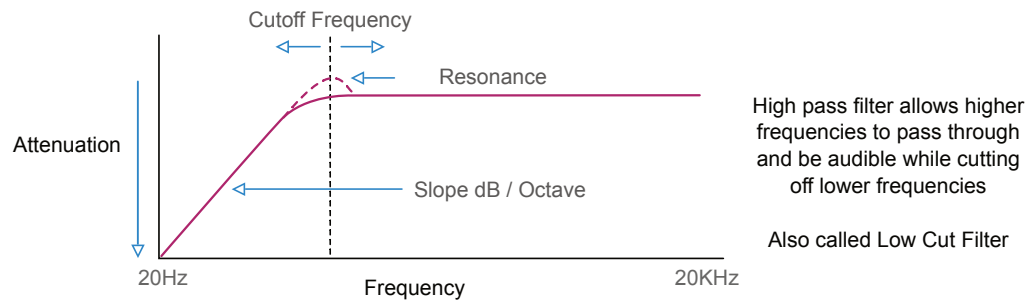 Cutoff Frequency
Resonance
Attenuation
Slope dB / Octave
20Hz
Frequency
20KHz
High pass filter allows higher
frequencies to pass through
and be audible while cutting
off lower frequencies
Also called Low Cut Filter